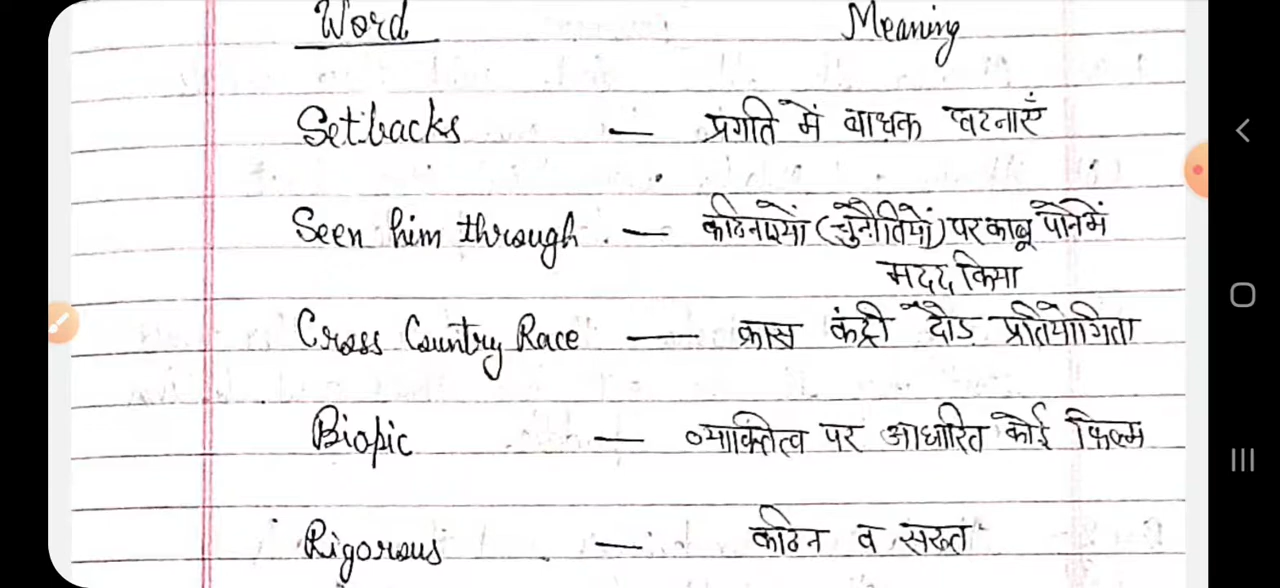 Word Meaning
Setbacks — प्रगति में बाधक घटनाएँ
Seen him through. — कठिनाइयों (चुनौतियों) पर काबू पाने में
मदद किया
Cross Country Race — क्रास कंट्री दौड़ प्रतियोगिता
Biopic — व्यक्तित्व पर आधारित कोई फिल्म
Rigorous — कठिन व सख्त